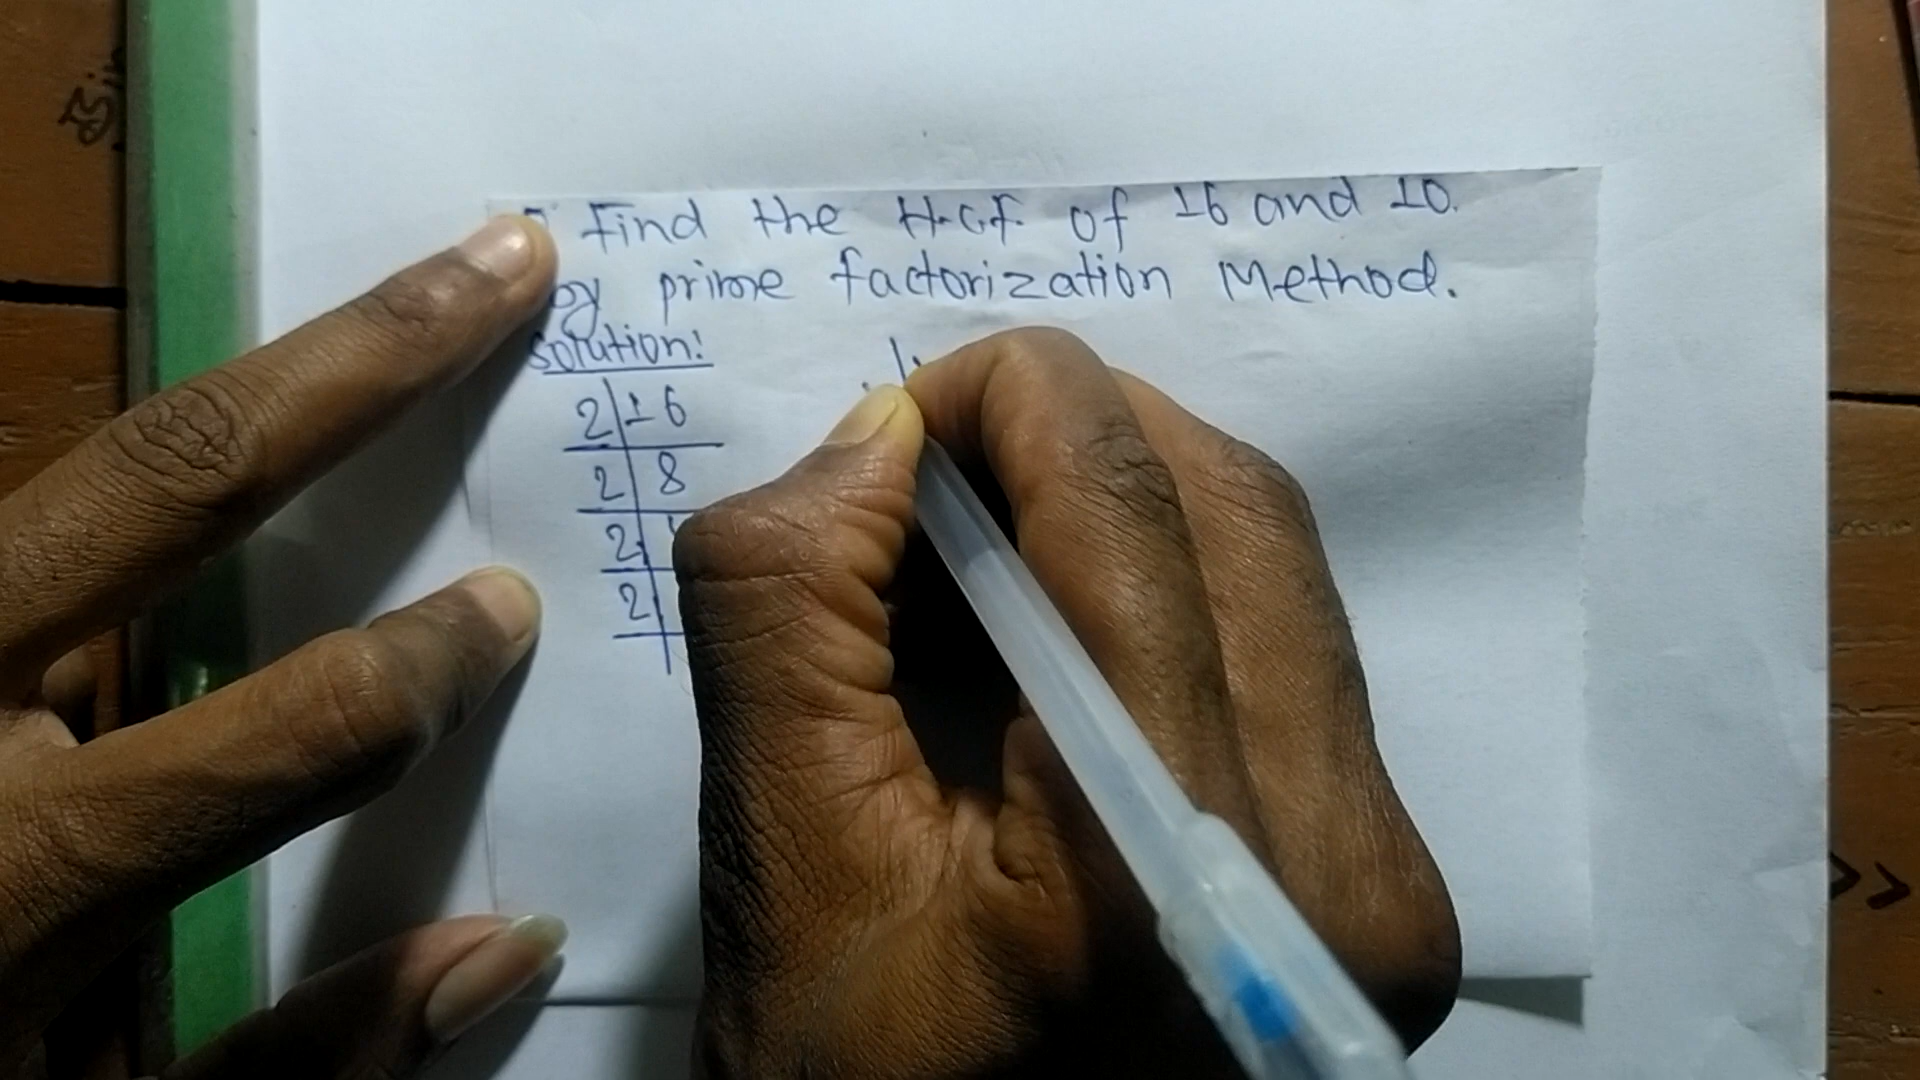 Find the H.C.F. of 16 and 10.
by prime factorization Method.
Solution:
2 16
2 8
2
2